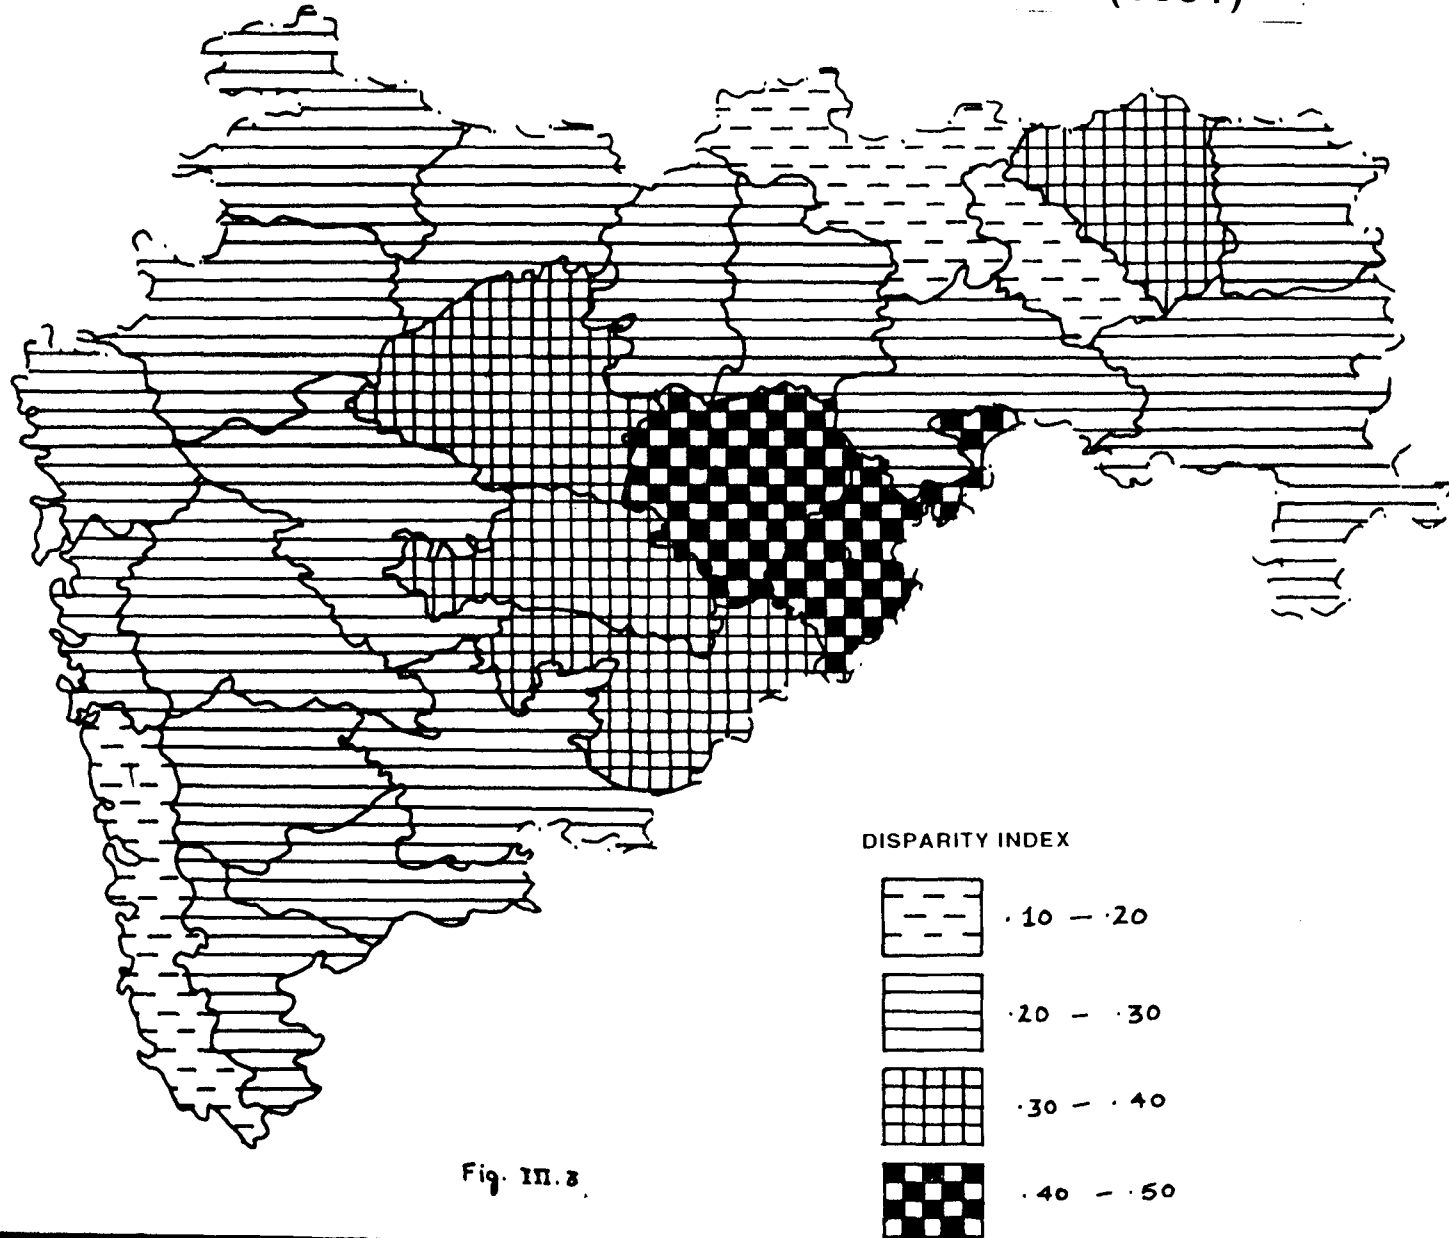 DISPARITY INDEX
·10 — ·20
·20 — ·30
·30 — ·40
·40 — ·50
Fig. III.8